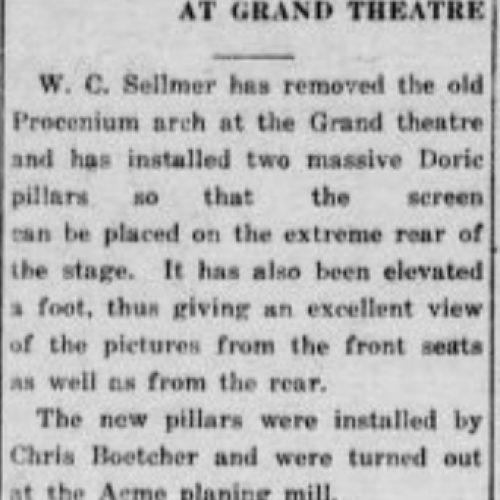 AT GRAND THEATRE
W. C. Sellmer has removed the old
Procenium arch at the Grand theatre
and has installed two massive Doric
pillars so that the screen
can be placed on the extreme rear of
the stage. It has also been elevated
a foot, thus giving an excellent view
of the pictures from the front seats
as well as from the rear.
The new pillars were installed by
Chris Boetcher and were turned out
at the Acme planing mill.